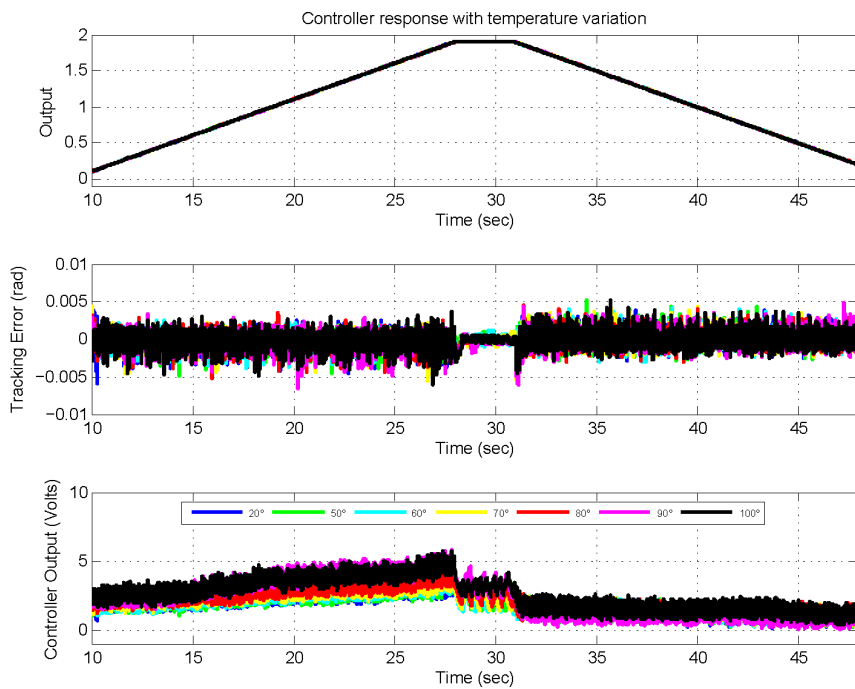 Controller response with temperature variation
Output
2
1.5
1
0.5
0
10 15 20 25 30 35 40 45
Time (sec)
Tracking Error (rad)
0.01
0.005
0
−0.005
−0.01
10 15 20 25 30 35 40 45
Time (sec)
Controller Output (Volts)
10
5
0
20° 50° 60° 70° 80° 90° 100°
10 15 20 25 30 35 40 45
Time (sec)